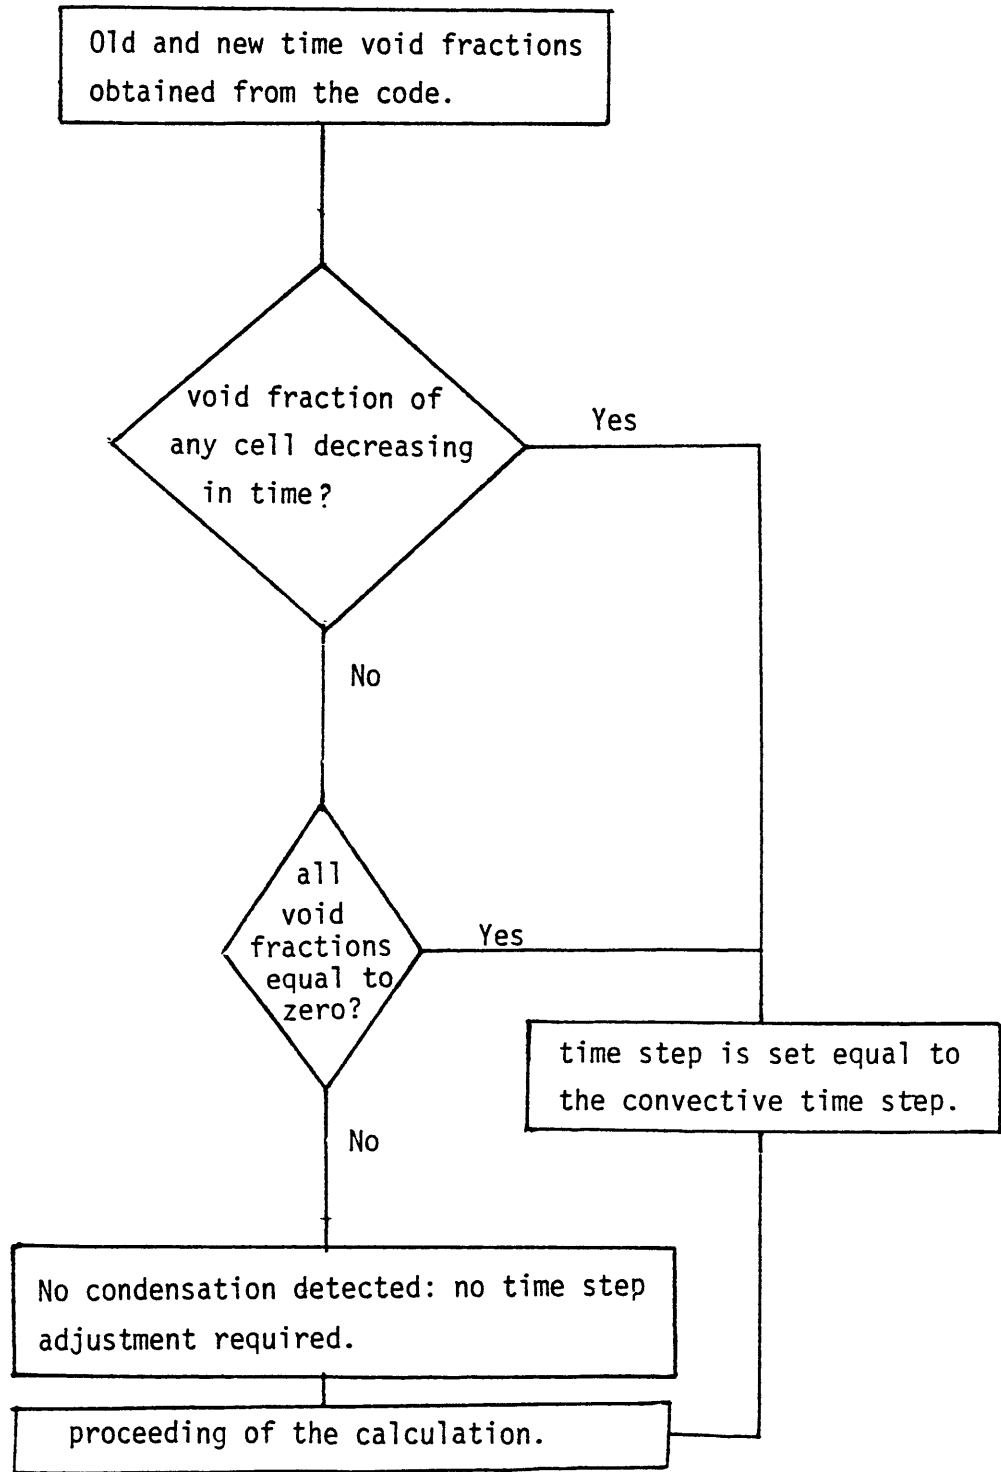 Old and new time void fractions
obtained from the code.
void fraction of
any cell decreasing
in time?
Yes
No
all
void
fractions
equal to
zero?
Yes
time step is set equal to
the convective time step.
No
No condensation detected: no time step
adjustment required.
proceeding of the calculation.